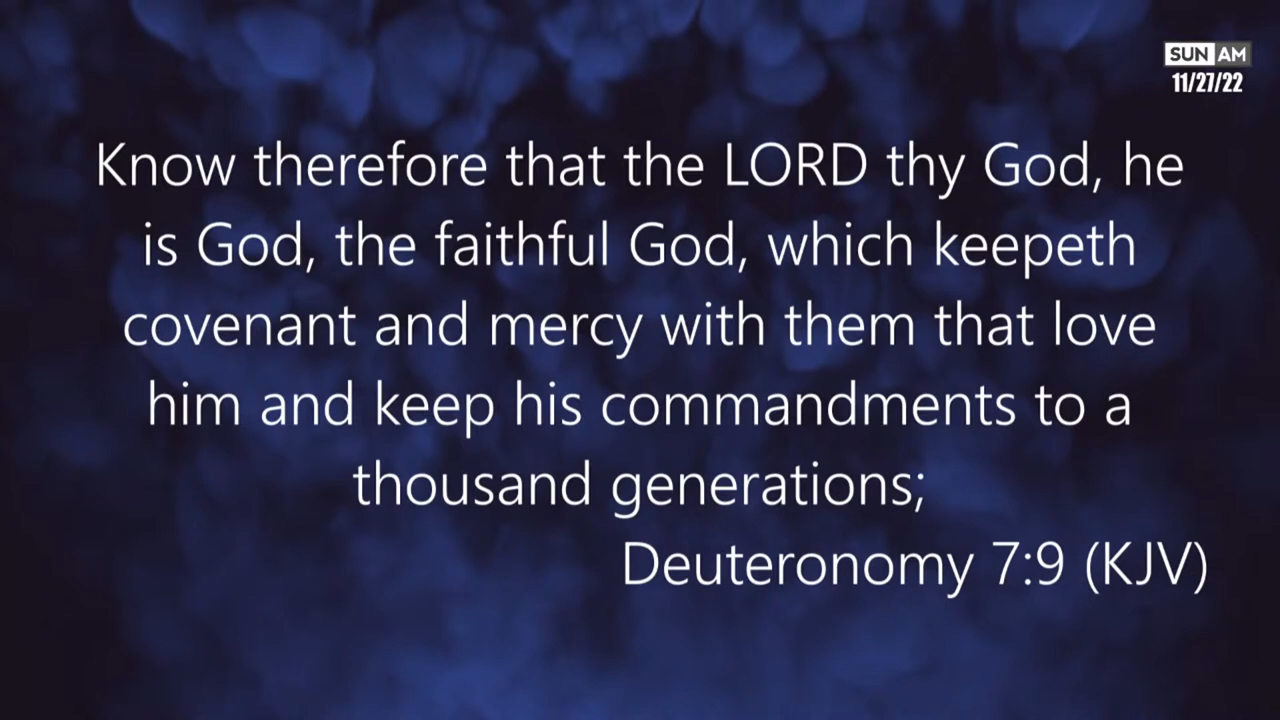 SUN AM
11/27/22
Know therefore that the LORD thy God, he
is God, the faithful God, which keepeth
covenant and mercy with them that love
him and keep his commandments to a
thousand generations;
Deuteronomy 7:9 (KJV)